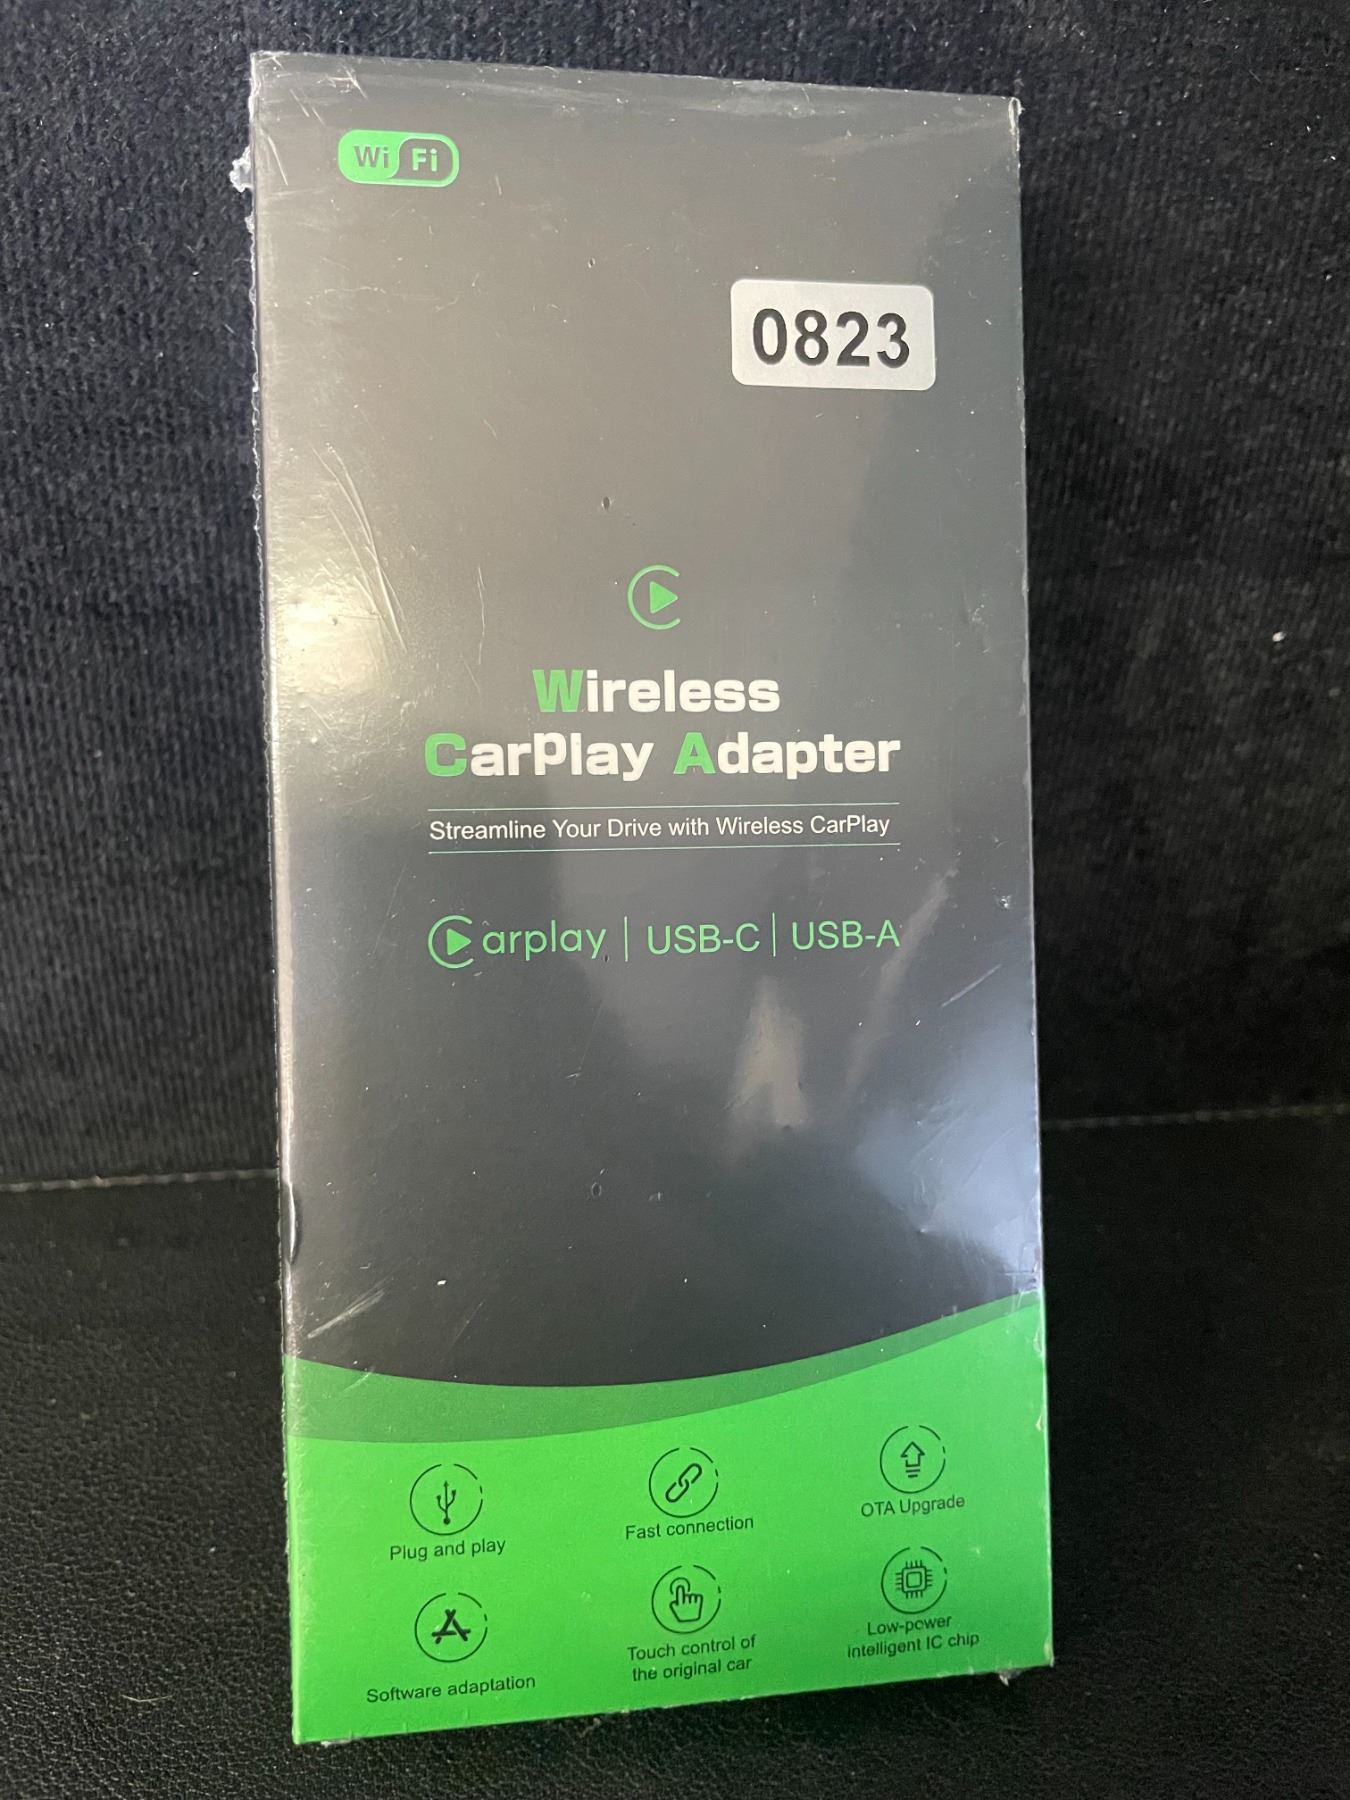 Wi Fi
0823
Wireless
CarPlay Adapter
Streamline Your Drive with Wireless CarPlay
Carplay | USB-C | USB-A
Plug and play
Fast connection
OTA Upgrade
Software adaptation
Touch control of
the original car
Low-power
intelligent IC chip